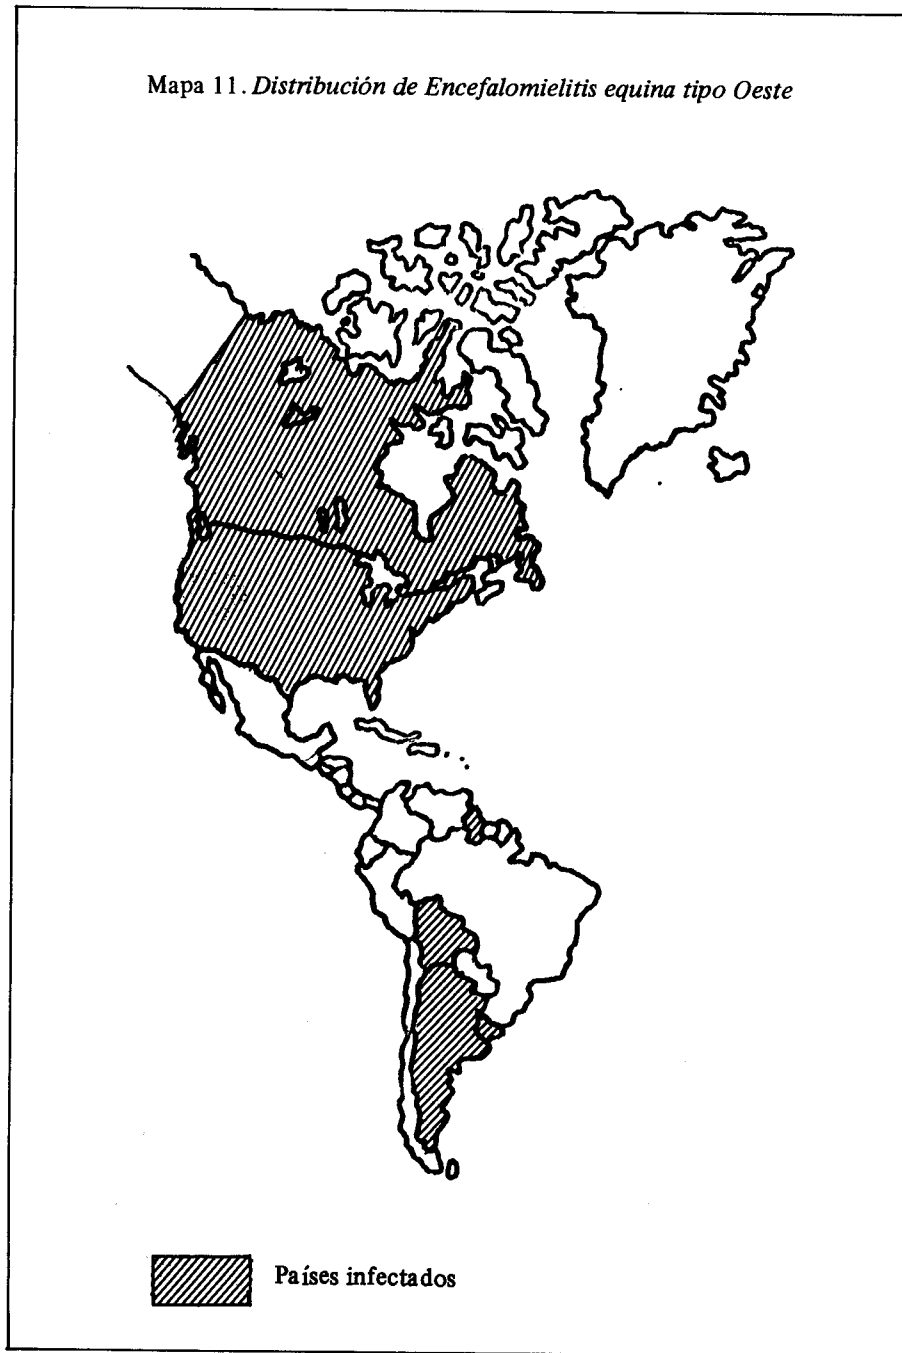 Mapa 11. Distribución de Encefalomielitis equina tipo Oeste
Países infectados